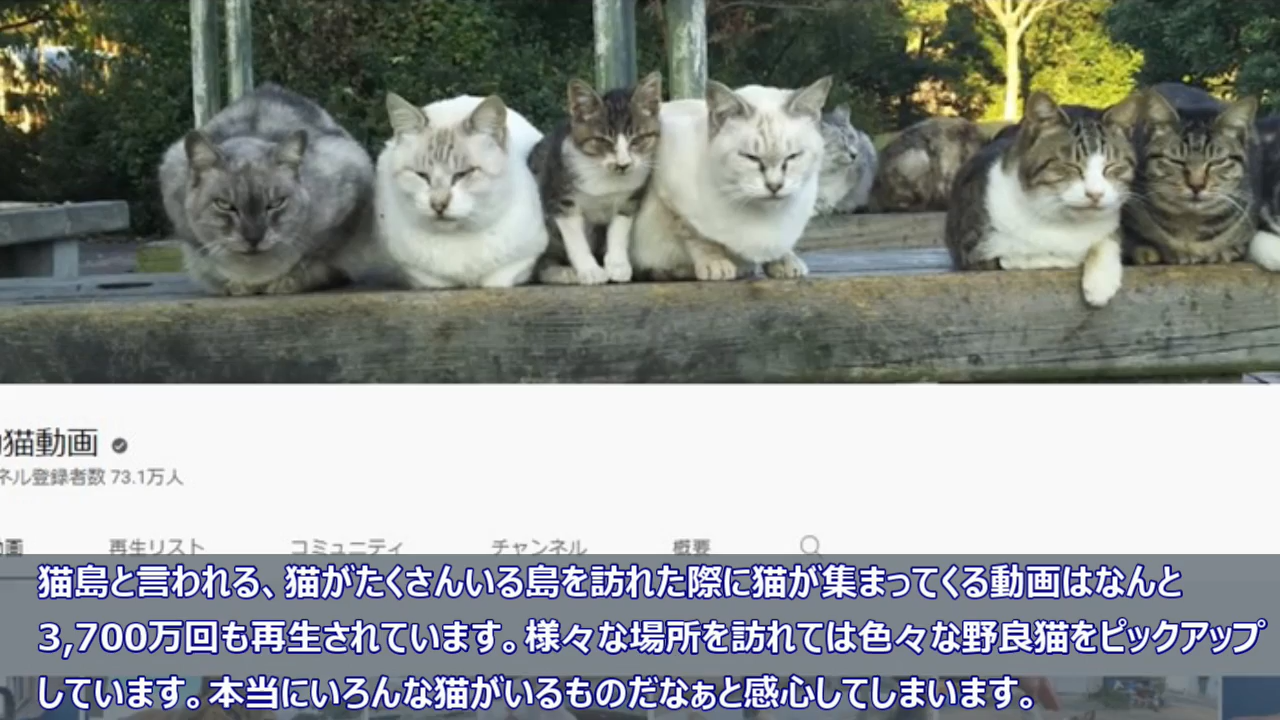 猫動画
ネル登録者数 73.1万人
画 再生リスト コミュニティ チャンネル 概要
猫島と言われる、猫がたくさんいる島を訪れた際に猫が集まってくる動画はなんと
3,700万回も再生されています。様々な場所を訪れては色々な野良猫をピックアップ
しています。本当にいろんな猫がいるものだなぁと感心してしまいます。